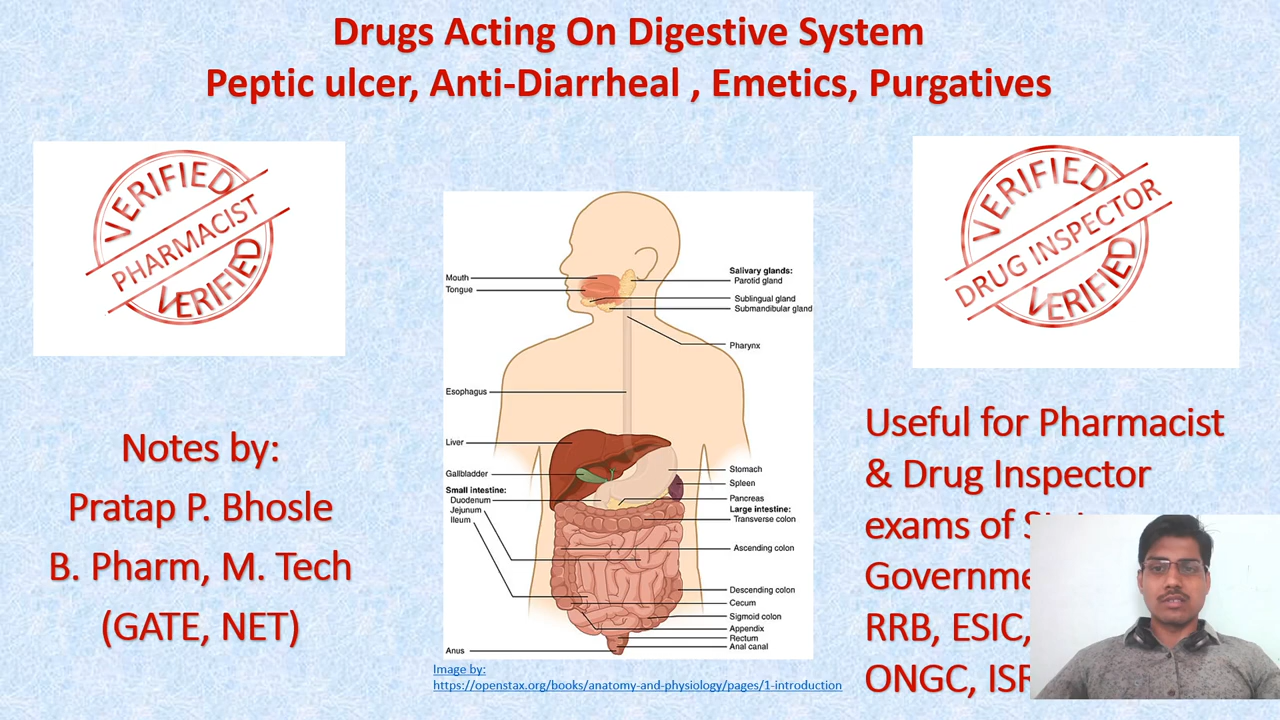 Drugs Acting On Digestive System
Peptic ulcer, Anti-Diarrheal , Emetics, Purgatives
VERIFIED
PHARMACIST
VERIFIED
VERIFIED
DRUG INSPECTOR
VERIFIED
Mouth
Tongue
Esophagus
Liver
Gallbladder
Small intestine:
Duodenum
Jejunum
Ileum
Anus
Salivary glands:
Parotid gland
Sublingual gland
Submandibular gland
Pharynx
Stomach
Spleen
Pancreas
Large intestine:
Transverse colon
Ascending colon
Descending colon
Cecum
Sigmoid colon
Appendix
Rectum
Anal canal
Image by:
https://openstax.org/books/anatomy-and-physiology/pages/1-introduction
Notes by:
Pratap P. Bhosle
B. Pharm, M. Tech
(GATE, NET)
Useful for Pharmacist
& Drug Inspector
exams of
RRB, ESIC,
ONGC,